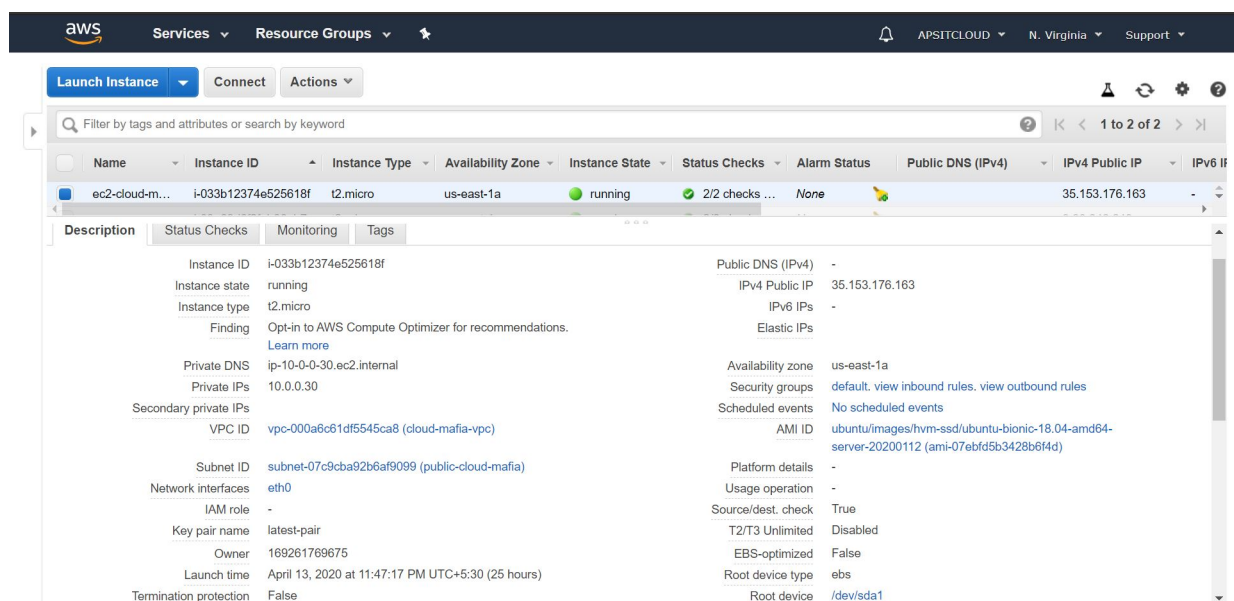 aws Services Resource Groups APSITCLOUD N. Virginia Support
Launch Instance Connect Actions
Filter by tags and attributes or search by keyword 1 to 2 of 2
Name Instance ID Instance Type Availability Zone Instance State Status Checks Alarm Status Public DNS (IPv4) IPv4 Public IP
ec2-cloud-m... i-033b12374e525618f t2.micro us-east-1a running 2/2 checks ... None 35.153.176.163 -
Description Status Checks Monitoring Tags
Instance ID i-033b12374e525618f Public DNS (IPv4) -
Instance state running IPv4 Public IP 35.153.176.163
Instance type t2.micro IPv6 IPs -
Finding Opt-in to AWS Compute Optimizer for recommendations. Elastic IPs
Learn more
Private DNS ip-10-0-0-30.ec2.internal Availability zone us-east-1a
Private IPs 10.0.0.30 Security groups default. view inbound rules. view outbound rules
Secondary private IPs Scheduled events No scheduled events
VPC ID vpc-000a6c61df5545ca8 (cloud-mafia-vpc) AMI ID ubuntu/images/hvm-ssd/ubuntu-bionic-18.04-amd64-
server-20200112 (ami-07ebfd5b3428b6f4d)
Subnet ID subnet-07c9cba92b6af9099 (public-cloud-mafia) Platform details -
Network interfaces eth0 Usage operation -
IAM role - Source/dest. check True
Key pair name latest-pair T2/T3 Unlimited Disabled
Owner 169261769675 EBS-optimized False
Launch time April 13, 2020 at 11:47:17 PM UTC+5:30 (25 hours) Root device type ebs
Termination protection False Root device /dev/sda1